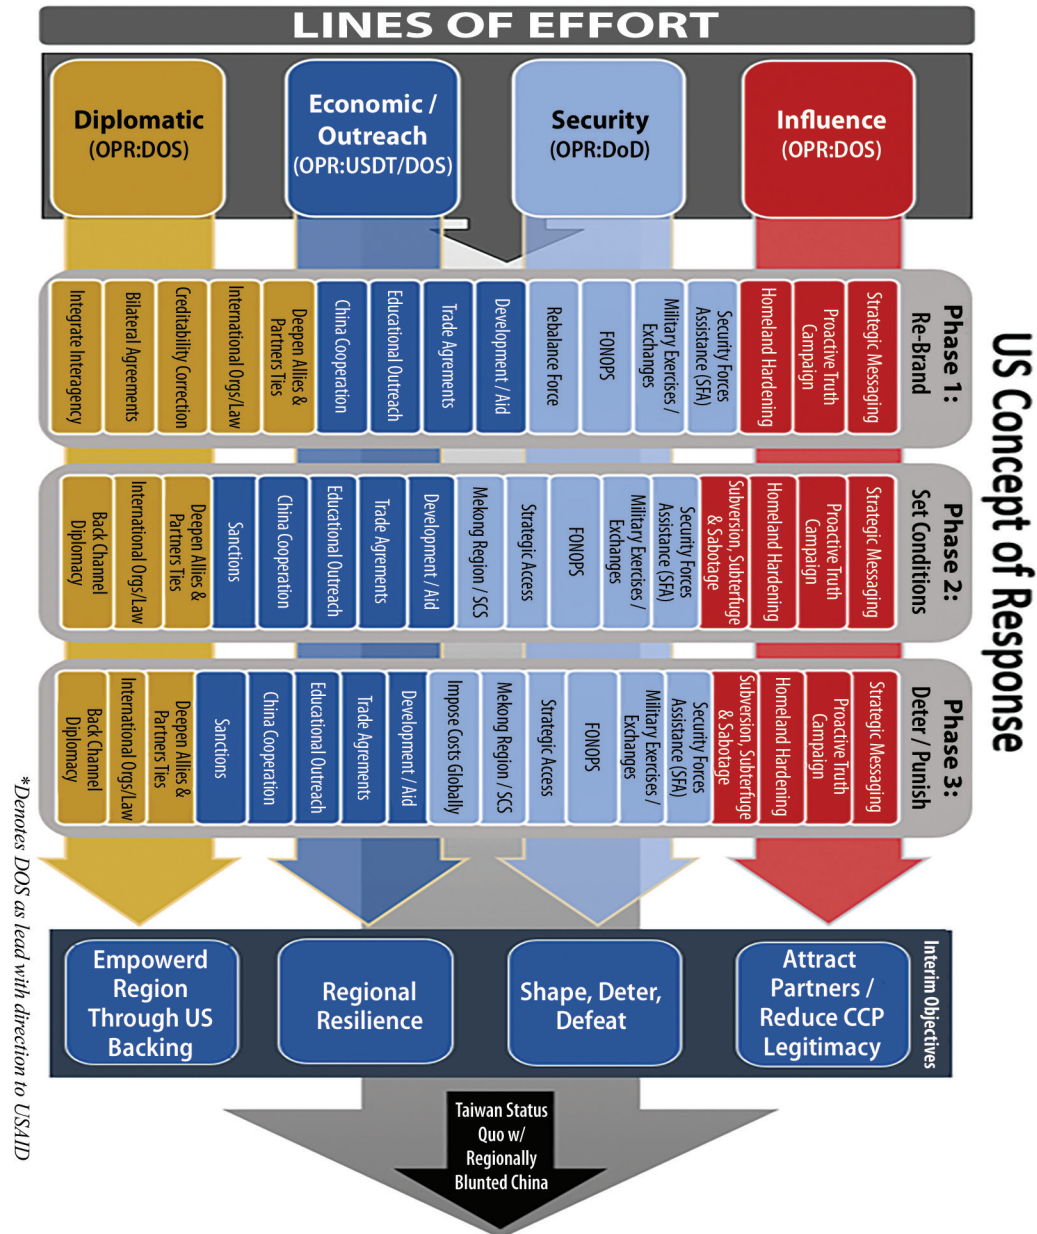 US Concept of Response
LINES OF EFFORT
Diplomatic
(OPR:DOS)
Economic /
Outreach
(OPR:USDT/DOS)
Security
(OPR:DoD)
Influence
(OPR:DOS)
Phase 1:
Re-Brand
Integrate Interagency
Bilateral Agreements
Creditability Correction
International Orgs/Law
Deepen Allies &
Partners Ties
China Cooperation
Educational Outreach
Trade Agreements
Development / Aid
Rebalance Force
FONOPS
Military Exercises /
Exchanges
Security Forces
Assistance (SFA)
Homeland Hardening
Proactive Truth
Campaign
Strategic Messaging
Phase 2:
Set Conditions
Back Channel
Diplomacy
International Orgs/Law
Deepen Allies &
Partners Ties
Sanctions
China Cooperation
Educational Outreach
Trade Agreements
Development / Aid
Mekong Region / SCS
Strategic Access
FONOPS
Military Exercises /
Exchanges
Security Forces
Assistance (SFA)
Subversion, Subterfuge
& Sabotage
Homeland Hardening
Proactive Truth
Campaign
Strategic Messaging
Phase 3:
Deter / Punish
Back Channel
Diplomacy
International Orgs/Law
Deepen Allies &
Partners Ties
Sanctions
China Cooperation
Educational Outreach
Trade Agreements
Development / Aid
Impose Costs Globally
Mekong Region / SCS
Strategic Access
FONOPS
Military Exercises /
Exchanges
Security Forces
Assistance (SFA)
Subversion, Subterfuge
& Sabotage
Homeland Hardening
Proactive Truth
Campaign
Strategic Messaging
Interim Objectives
Empowerd
Region
Through US
Backing
Regional
Resilience
Shape, Deter,
Defeat
Attract
Partners /
Reduce CCP
Legitimacy
Taiwan Status
Quo w/
Regionally
Blunted China
*Denotes DOS as lead with direction to USAID